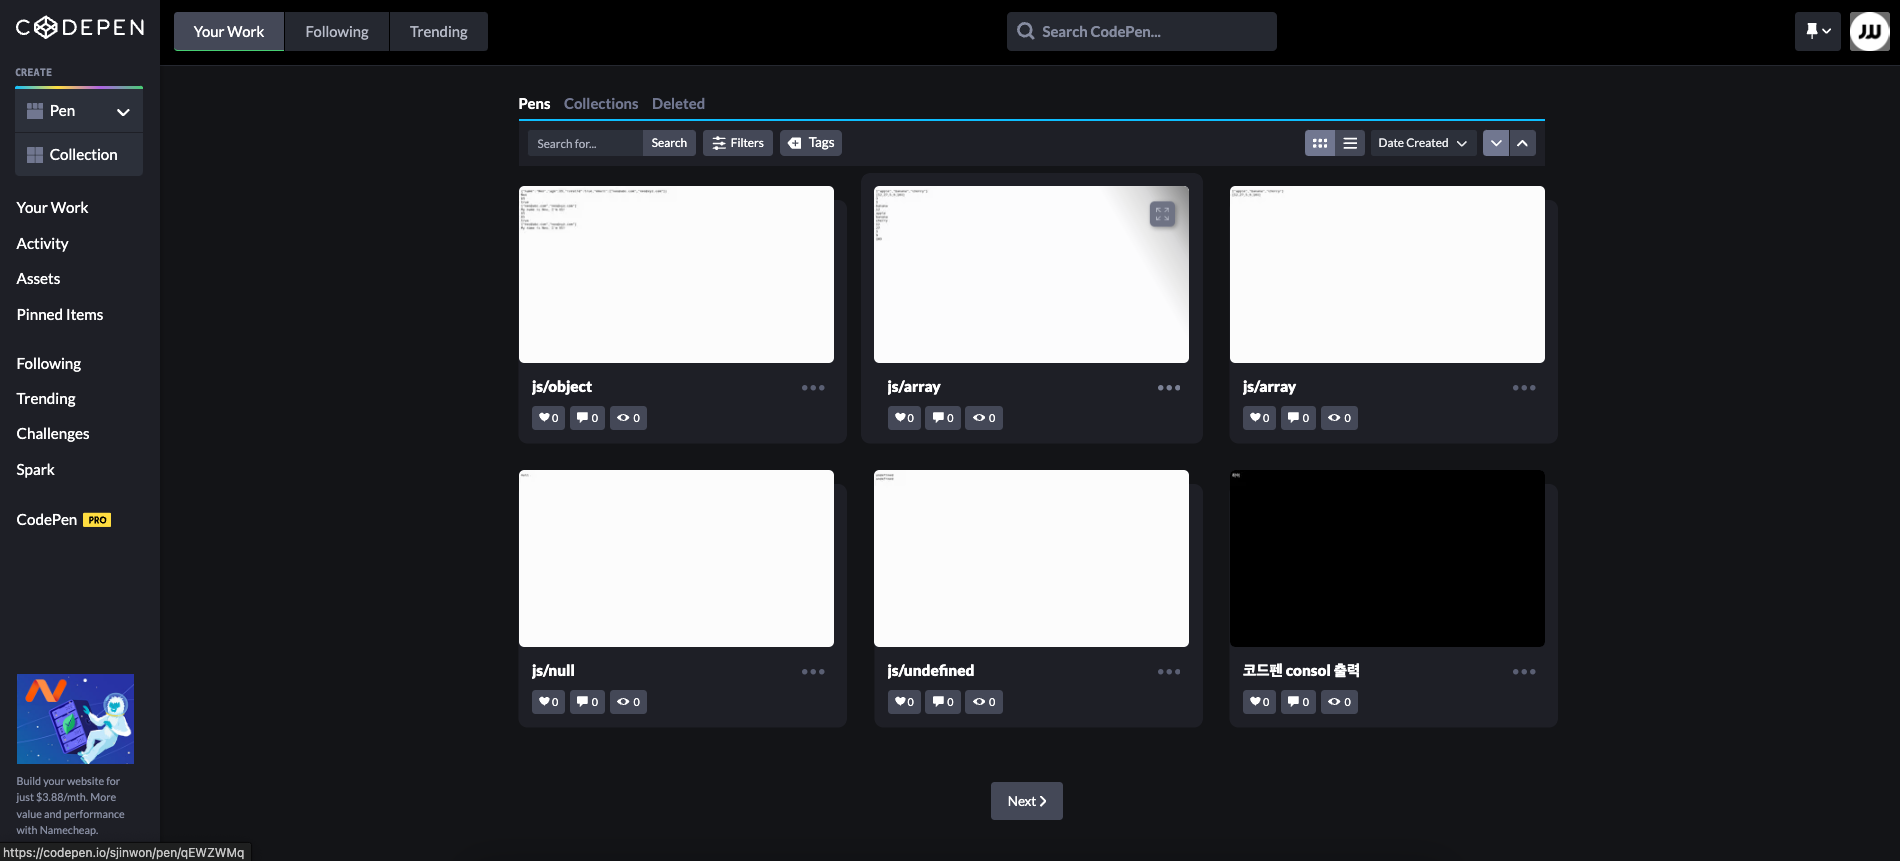 CODEPEN
Your Work
Following
Trending
Search CodePen...
JW
CREATE
Pen
Collection
Your Work
Activity
Assets
Pinned Items
Following
Trending
Challenges
Spark
CodePen PRO
Build your website for
just $3.88/mth. More
value and performance
with Namecheap.
https://codepen.io/sjinwon/pen/qEWZWMq
Pens Collections Deleted
Search for... Search Filters Tags
Date Created
js/object
0 0 0
js/array
0 0 0
js/array
0 0 0
js/null
0 0 0
js/undefined
0 0 0
코드펜 consol 출력
0 0 0
Next